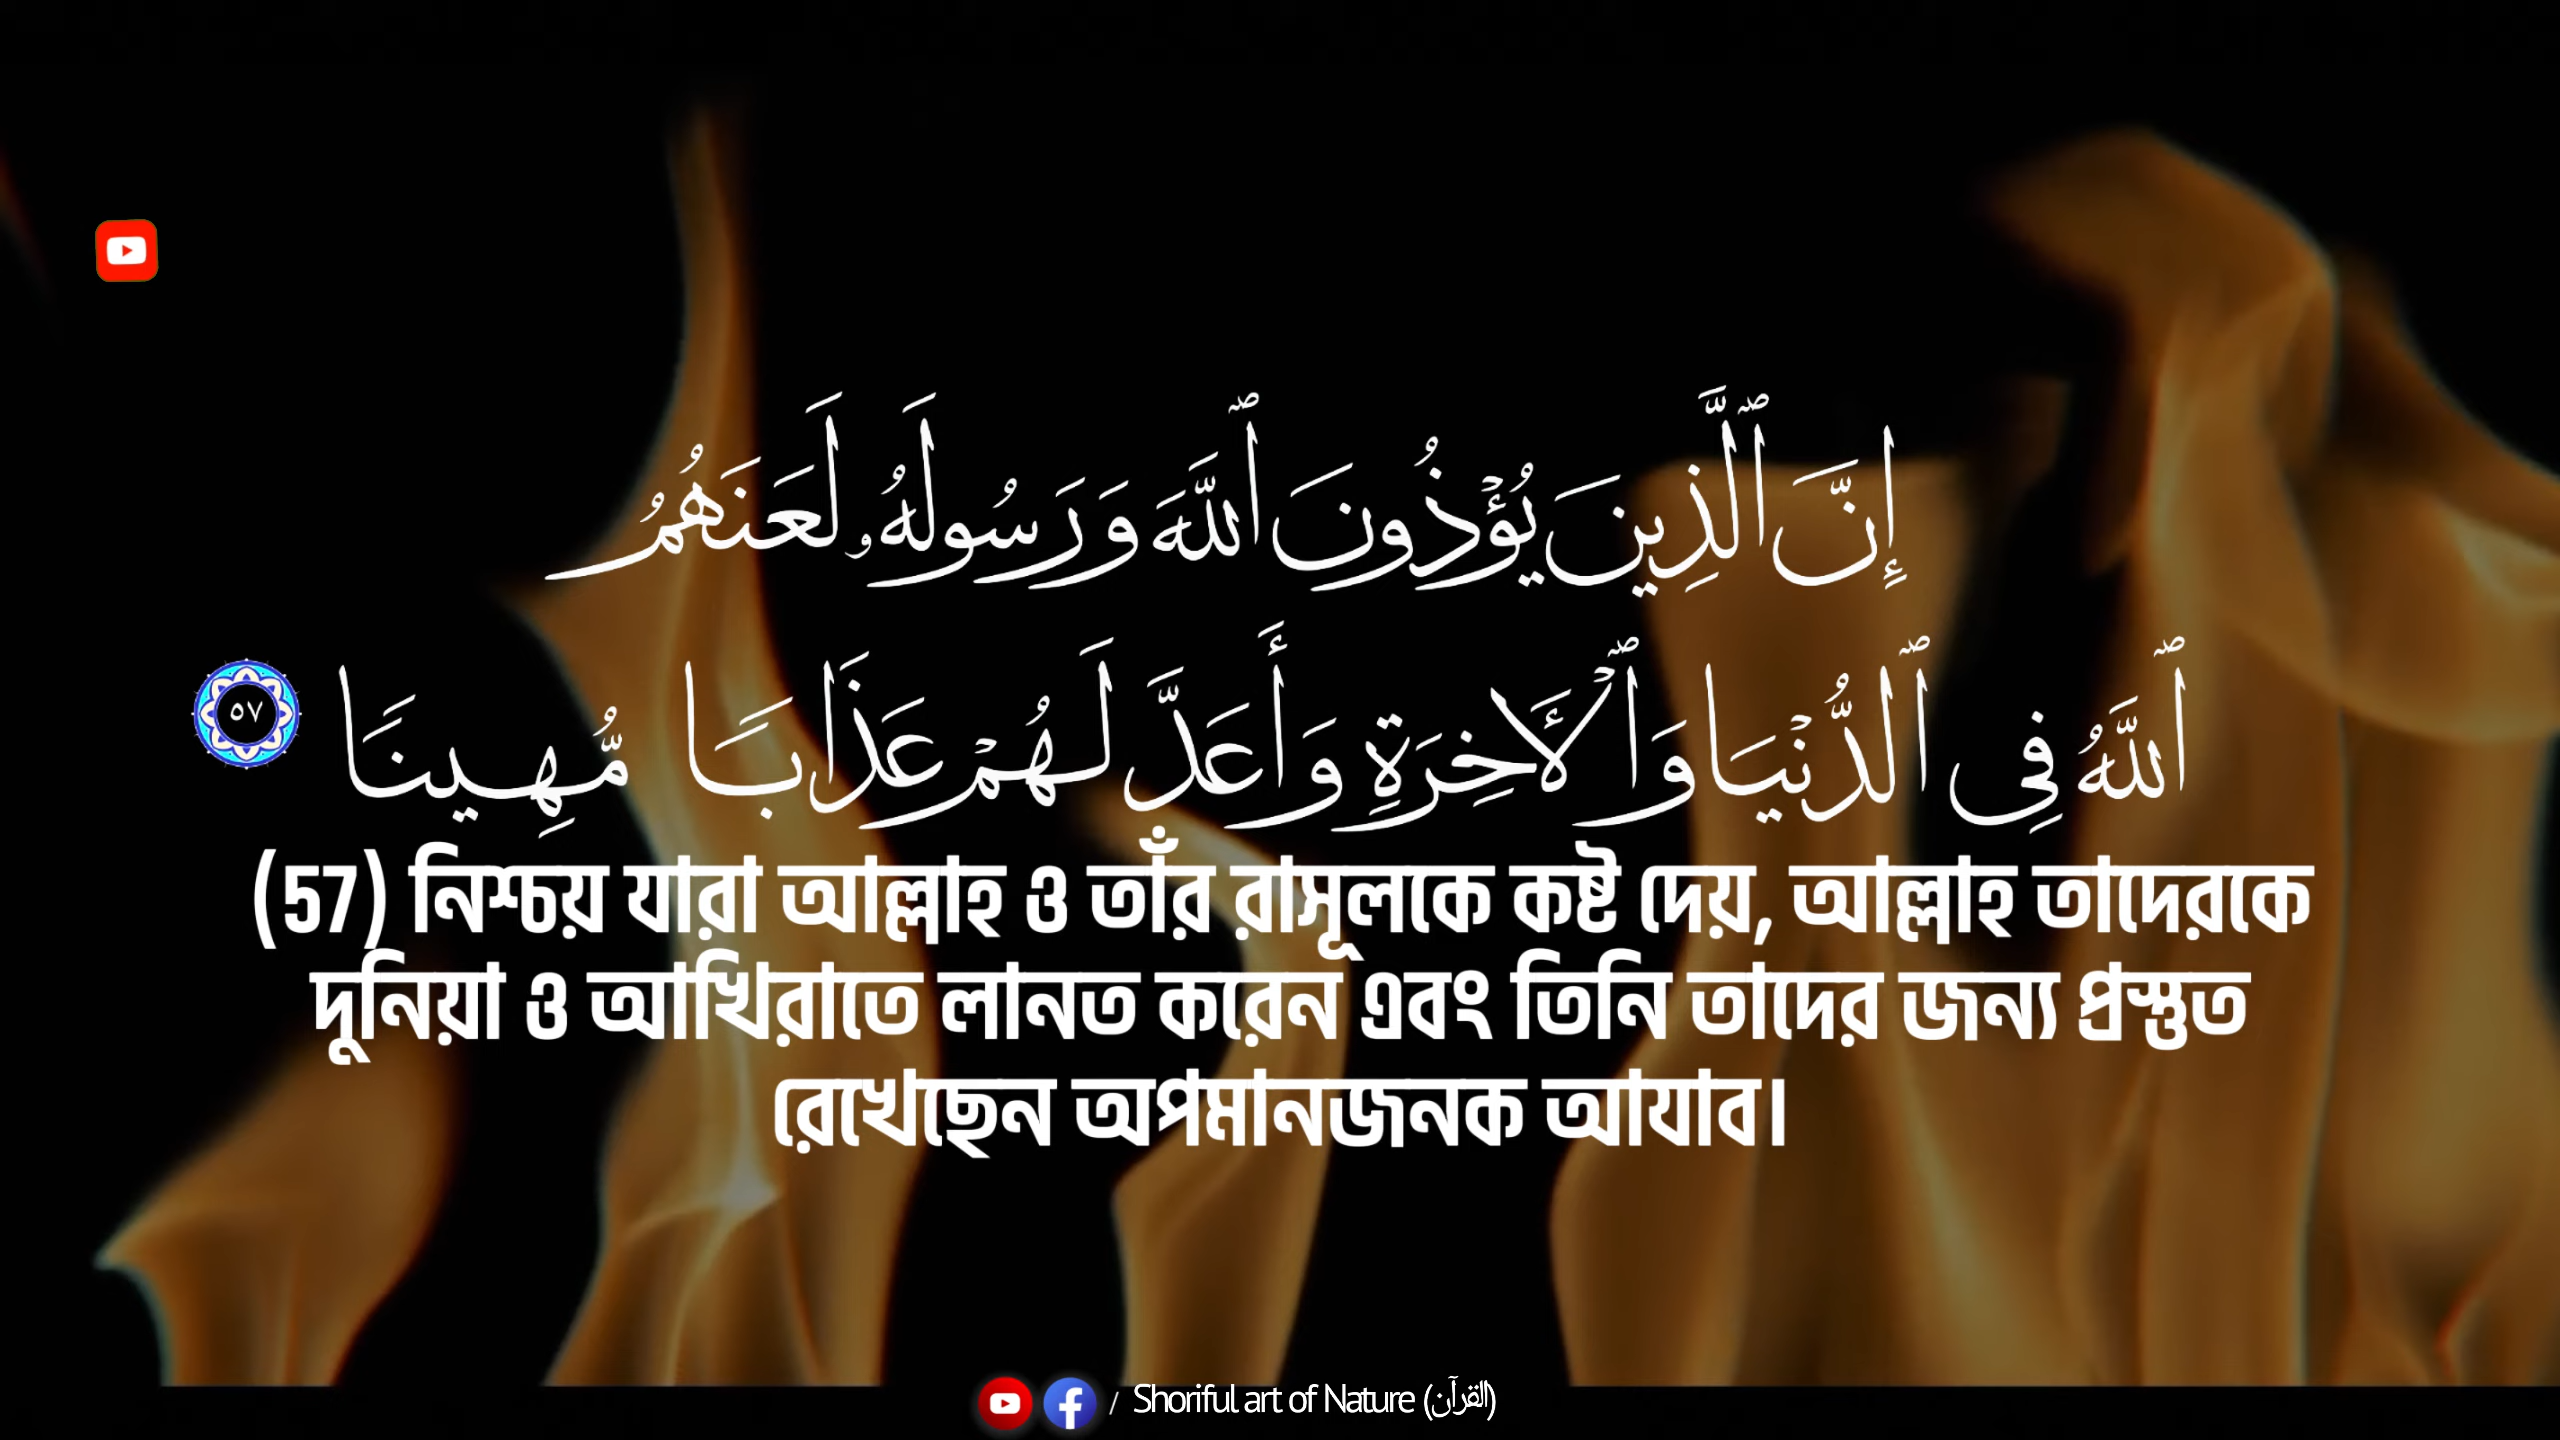 إِنَّ ٱلَّذِينَ يُؤْذُونَ ٱللَّهَ وَرَسُولَهُۥ لَعَنَهُمُ
ٱللَّهُ فِى ٱلدُّنْيَا وَٱلْأَخِرَةِ وَأَعَدَّ لَهُمْ عَذَابًا مُّهِينًا ٥٧
(57) নিশ্চয় যারা আল্লাহ ও তাঁর রাসূলকে কষ্ট দেয়, আল্লাহ তাদেরকে
দুনিয়া ও আখিরাতে লানত করেন এবং তিনি তাদের জন্য প্রস্তুত
রেখেছেন অপমানজনক আযাব।
/ Shoriful art of Nature (القرآن)